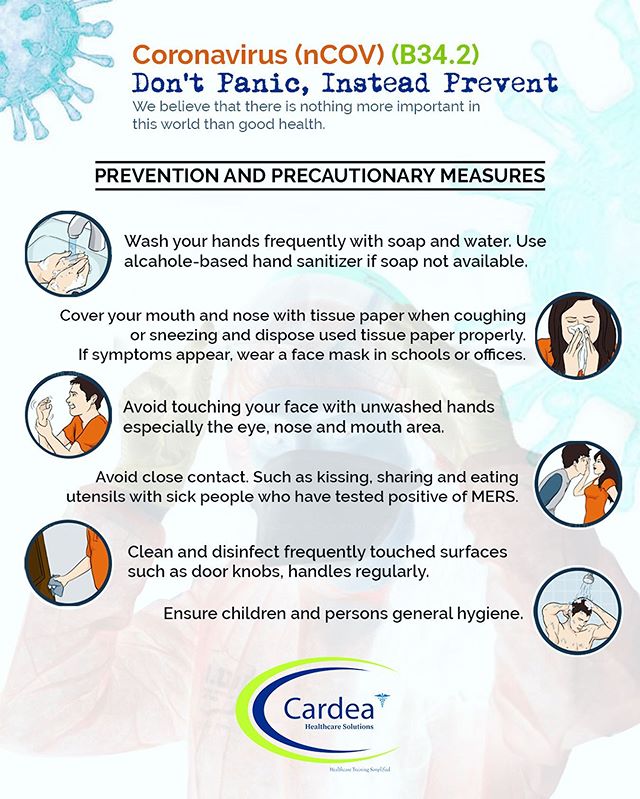 Coronavirus (nCOV) (B34.2)
Don't Panic, Instead Prevent
We believe that there is nothing more important in
this world than good health.
PREVENTION AND PRECAUTIONARY MEASURES
Wash your hands frequently with soap and water. Use
alcahole-based hand sanitizer if soap not available.
Cover your mouth and nose with tissue paper when coughing
or sneezing and dispose used tissue paper properly.
If symptoms appear, wear a face mask in schools or offices.
Avoid touching your face with unwashed hands
especially the eye, nose and mouth area.
Avoid close contact. Such as kissing, sharing and eating
utensils with sick people who have tested positive of MERS.
Clean and disinfect frequently touched surfaces
such as door knobs, handles regularly.
Ensure children and persons general hygiene.
Cardea
Healthcare Solutions
Healthcare Training Simplified